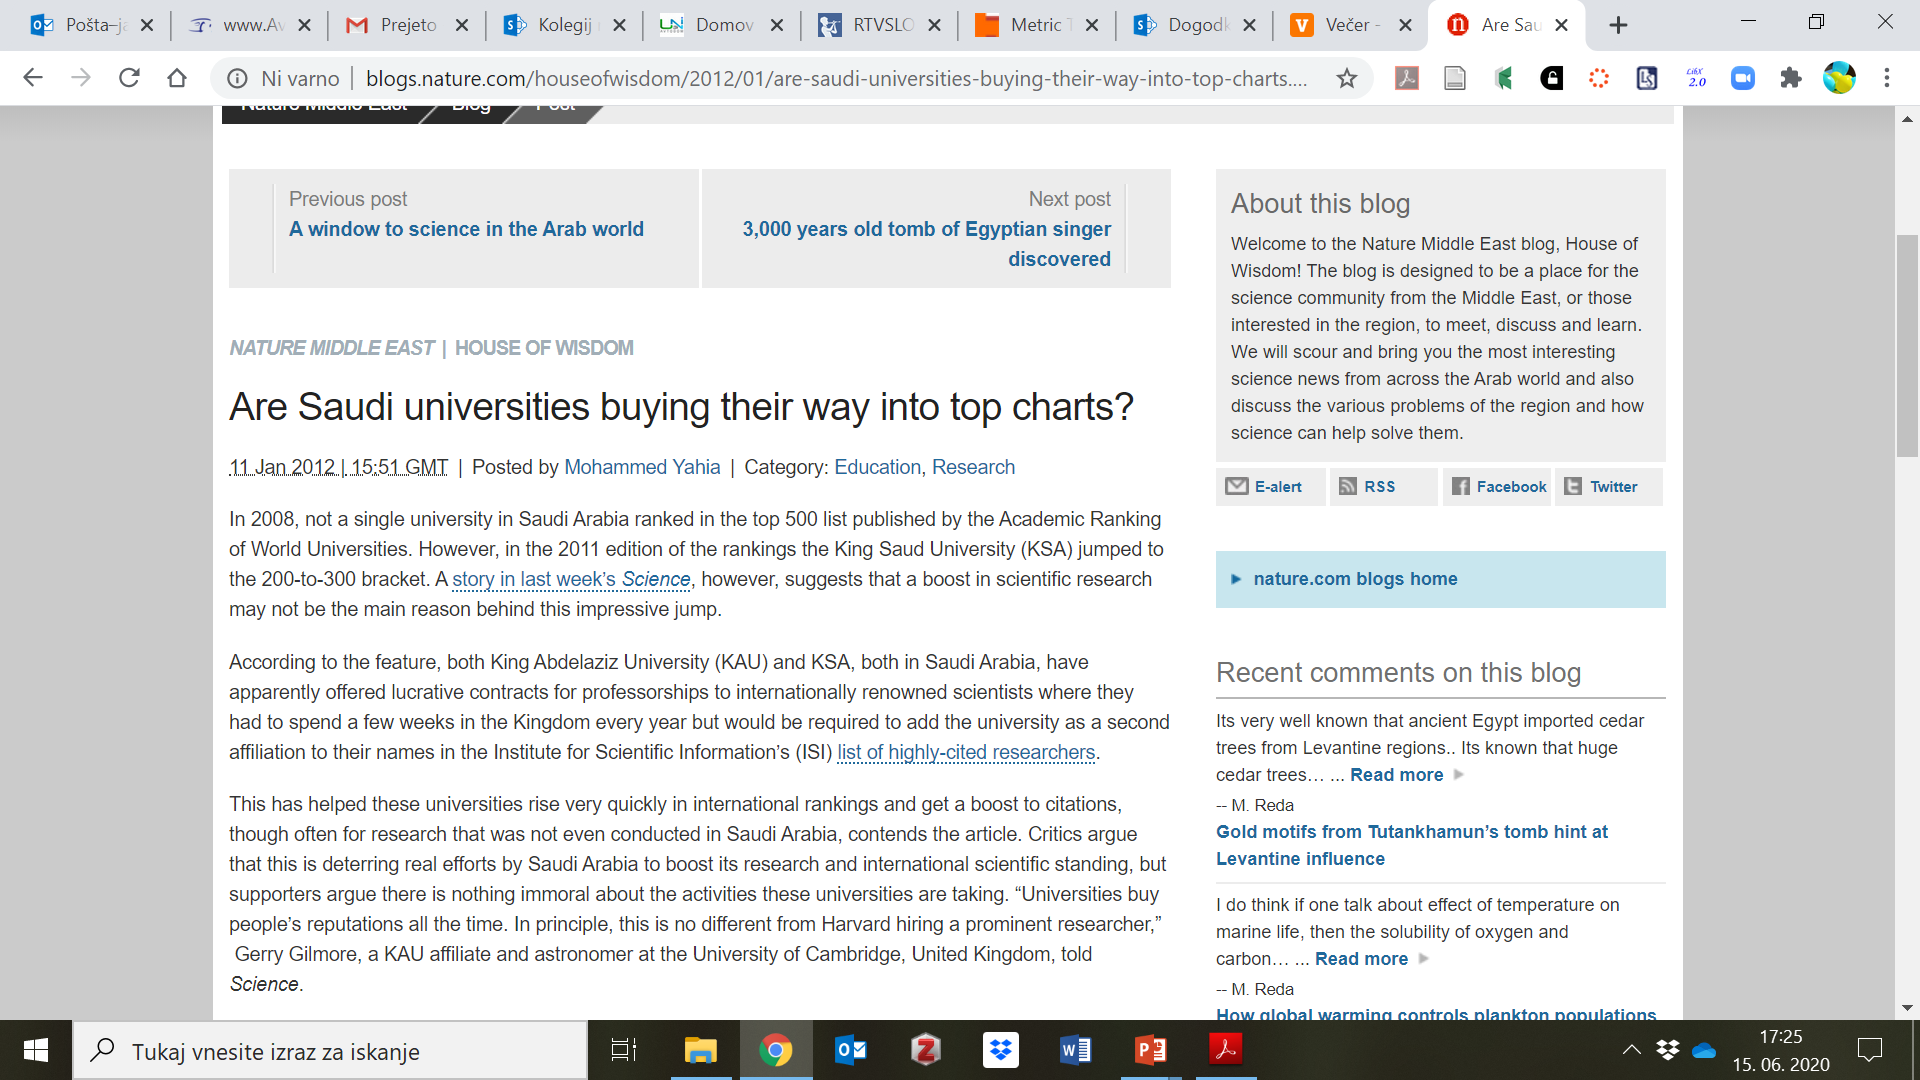 Pošta – ja
www.Av
Prejeto
Kolegij
Domov
RTVSLO
Metric T
Dogodk
Večer -
Are Sau
Ni varno
blogs.nature.com/houseofwisdom/2012/01/are-saudi-universities-buying-their-way-into-top-charts....
Nature Middle East
Blog
Post
Previous post
A window to science in the Arab world
Next post
3,000 years old tomb of Egyptian singer
discovered
NATURE MIDDLE EAST | HOUSE OF WISDOM
Are Saudi universities buying their way into top charts?
11 Jan 2012 | 15:51 GMT | Posted by Mohammed Yahia | Category: Education, Research
In 2008, not a single university in Saudi Arabia ranked in the top 500 list published by the Academic Ranking
of World Universities. However, in the 2011 edition of the rankings the King Saud University (KSA) jumped to
the 200-to-300 bracket. A story in last week’s Science, however, suggests that a boost in scientific research
may not be the main reason behind this impressive jump.
According to the feature, both King Abdelaziz University (KAU) and KSA, both in Saudi Arabia, have
apparently offered lucrative contracts for professorships to internationally renowned scientists where they
had to spend a few weeks in the Kingdom every year but would be required to add the university as a second
affiliation to their names in the Institute for Scientific Information’s (ISI) list of highly-cited researchers.
This has helped these universities rise very quickly in international rankings and get a boost to citations,
though often for research that was not even conducted in Saudi Arabia, contends the article. Critics argue
that this is deterring real efforts by Saudi Arabia to boost its research and international scientific standing, but
supporters argue there is nothing immoral about the activities these universities are taking. “Universities buy
people’s reputations all the time. In principle, this is no different from Harvard hiring a prominent researcher,”
Gerry Gilmore, a KAU affiliate and astronomer at the University of Cambridge, United Kingdom, told
Science.
About this blog
Welcome to the Nature Middle East blog, House of
Wisdom! The blog is designed to be a place for the
science community from the Middle East, or those
interested in the region, to meet, discuss and learn.
We will scour and bring you the most interesting
science news from across the Arab world and also
discuss the various problems of the region and how
science can help solve them.
E-alert
RSS
Facebook
Twitter
nature.com blogs home
Recent comments on this blog
Its very well known that ancient Egypt imported cedar
trees from Levantine regions.. Its known that huge
cedar trees… ... Read more
-- M. Reda
Gold motifs from Tutankhamun’s tomb hint at
Levantine influence
I do think if one talk about effect of temperature on
marine life, then the solubility of oxygen and
carbon… ... Read more
-- M. Reda
How global warming controls plankton populations
Tukaj vnesite izraz za iskanje
17:25
15. 06. 2020